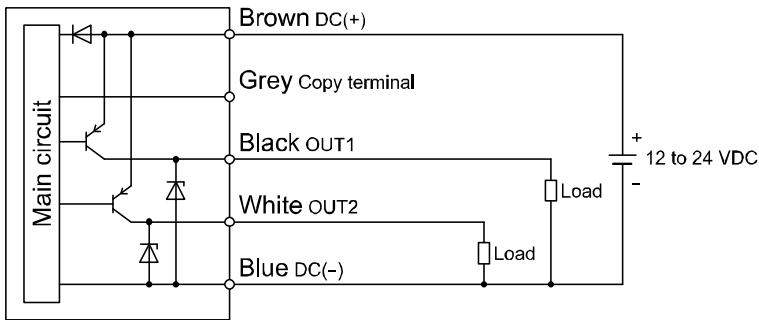 Brown DC(+)
Grey Copy terminal
Main circuit
Black OUT1
+
12 to 24 VDC
−
Load
White OUT2
Load
Blue DC(−)